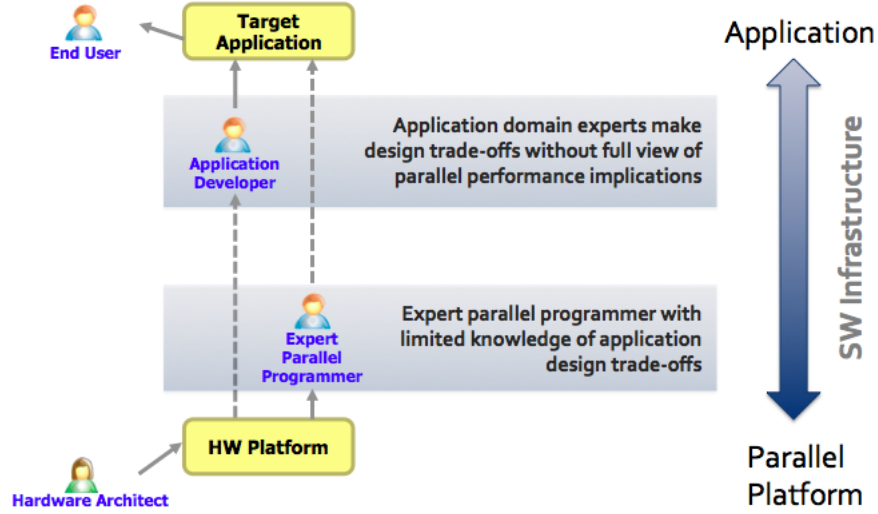 Target
Application
End User
Application
Application
Developer
Application domain experts make
design trade-offs without full view of
parallel performance implications
SW Infrastructure
Expert
Parallel
Programmer
Expert parallel programmer with
limited knowledge of application
design trade-offs
HW Platform
Hardware Architect
Parallel
Platform